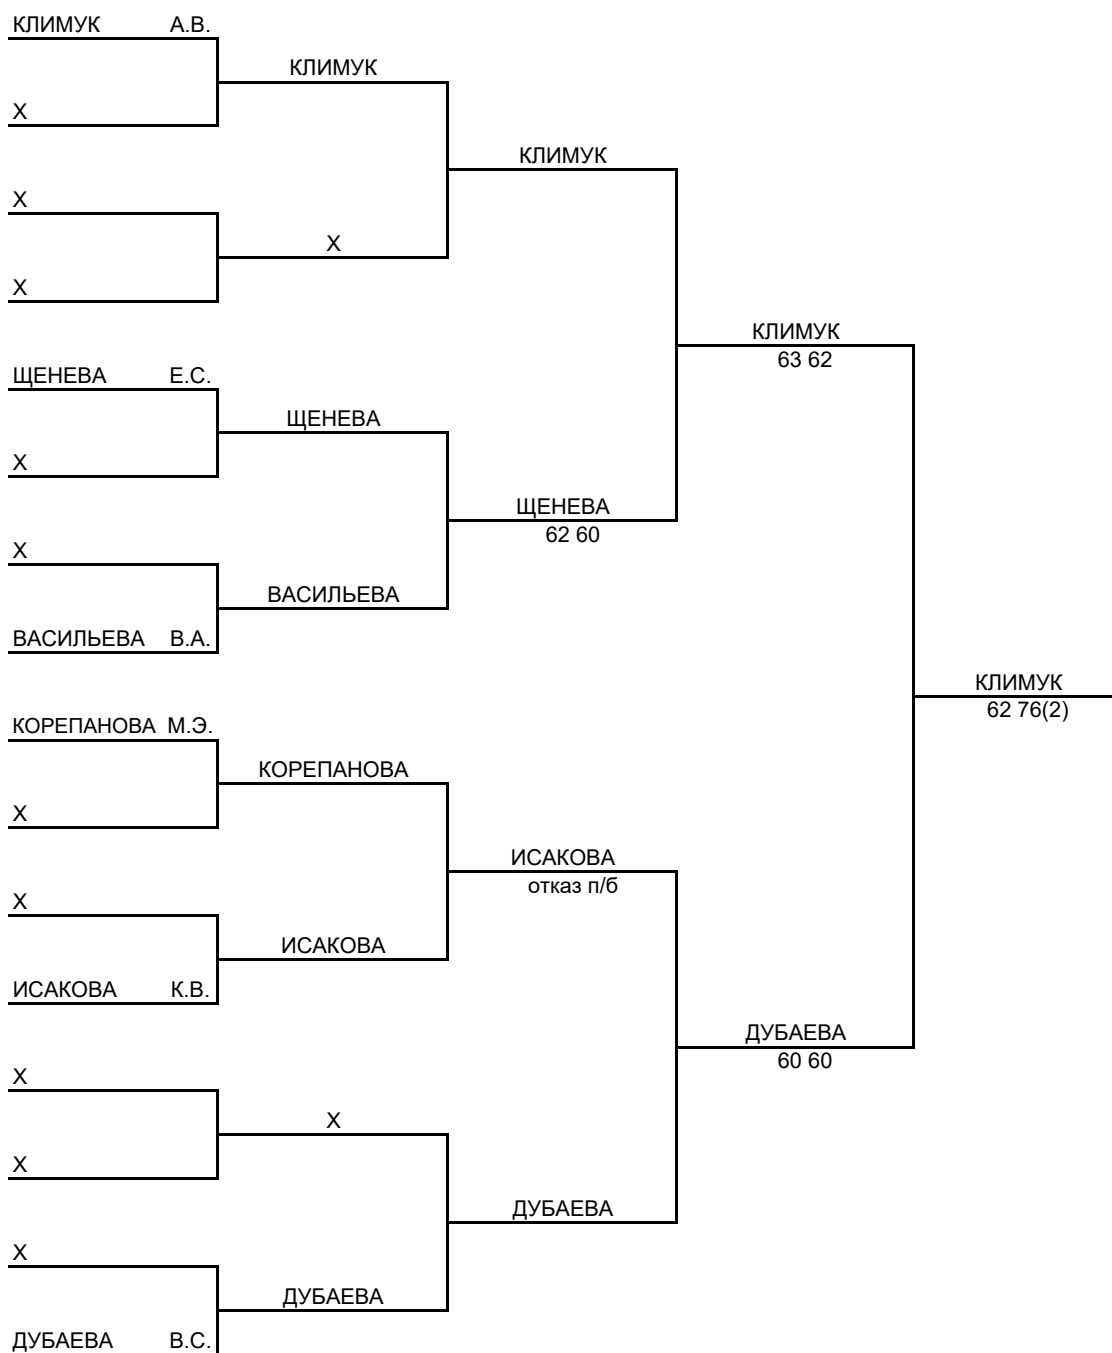 КЛИМУК А.В.
КЛИМУК
X
КЛИМУК
X
X
X
КЛИМУК
63 62
ЩЕНЕВА Е.С.
ЩЕНЕВА
X
ЩЕНЕВА
62 60
X
ВАСИЛЬЕВА
ВАСИЛЬЕВА В.А.
КЛИМУК
62 76(2)
КОРЕПАНОВА М.Э.
КОРЕПАНОВА
X
ИСАКОВА
отказ п/б
X
ИСАКОВА
ИСАКОВА К.В.
ДУБАЕВА
60 60
X
X
X
ДУБАЕВА
X
ДУБАЕВА
ДУБАЕВА В.С.